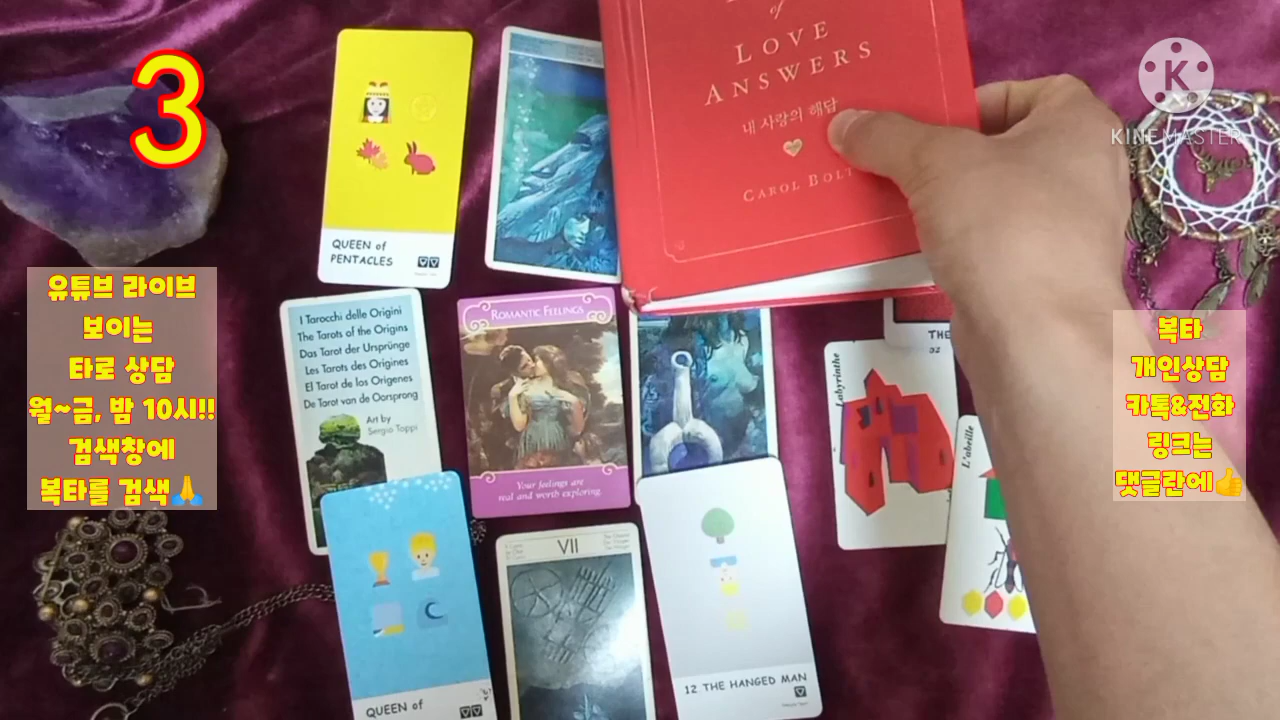 3
유튜브 라이브
보이는
타로 상담
월~금, 밤 10시!!
검색창에
복타를 검색🙏
QUEEN of
PENTACLES
of
LOVE
ANSWERS
내 사랑의 해답
CAROL BOLT
K
KINEMASTER
복타
개인상담
카톡&전화
링크는
댓글란에👍
I Tarocchi delle Origini
The Tarots of the Origins
Das Tarot der Ursprünge
Les Tarots des Origines
El Tarot de los Origenes
De Tarot van de Oorsprong
Art by
Sergio Toppi
ROMANTIC FEELINGS
Your feelings are
real and worth exploring.
THE
Labyrinthe
L'abeille
QUEEN of
VII
12 THE HANGED MAN